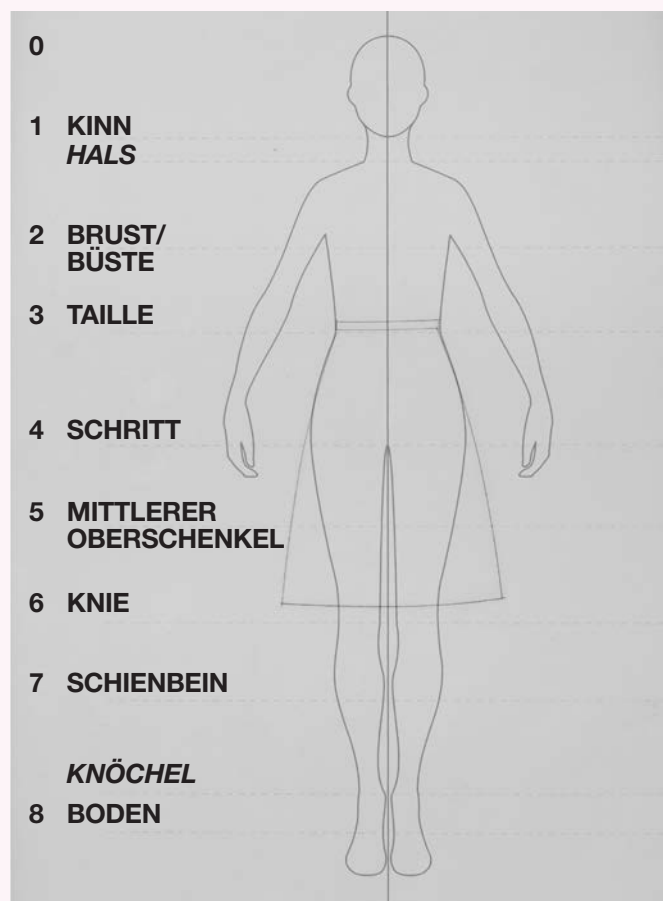 0
1 KINN
HALS
2 BRUST/
BÜSTE
3 TAILLE
4 SCHRITT
5 MITTLERER
OBERSCHENKEL
6 KNIE
7 SCHIENBEIN
KNÖCHEL
8 BODEN